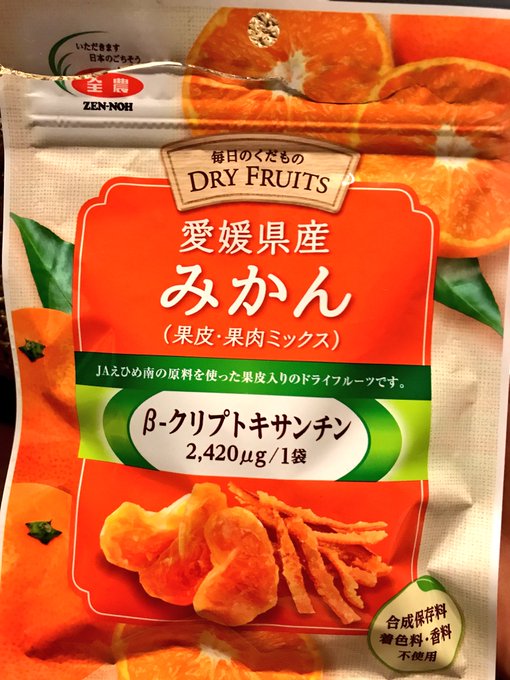 いただきます
日本のごちそう
全農
ZEN-NOH
毎日のくだもの
DRY FRUITS
愛媛県産
みかん
(果皮・果肉ミックス)
JAえひめ南の原料を使った果皮入りのドライフルーツです。
β-クリプトキサンチン
2,420μg/1袋
合成保存料
着色料・香料
不使用